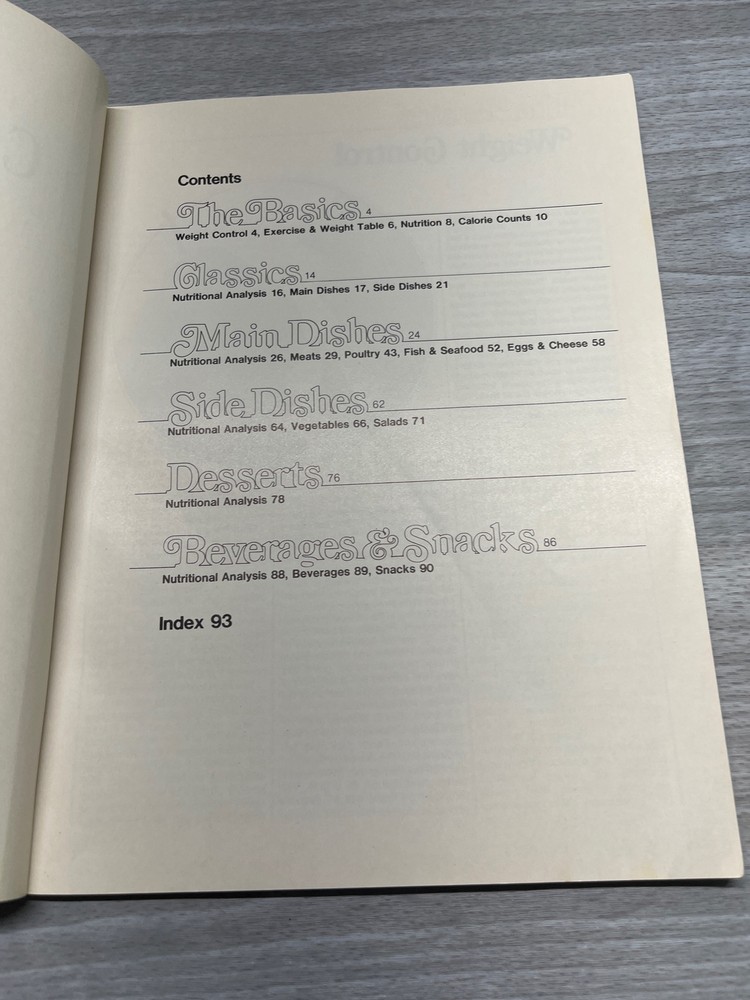 Weight Control
Contents
The Basics 4
Weight Control 4, Exercise & Weight Table 6, Nutrition 8, Calorie Counts 10
Classics 14
Nutritional Analysis 16, Main Dishes 17, Side Dishes 21
Main Dishes 24
Nutritional Analysis 26, Meats 29, Poultry 43, Fish & Seafood 52, Eggs & Cheese 58
Side Dishes 62
Nutritional Analysis 64, Vegetables 66, Salads 71
Desserts 76
Nutritional Analysis 78
Beverages & Snacks 86
Nutritional Analysis 88, Beverages 89, Snacks 90
Index 93